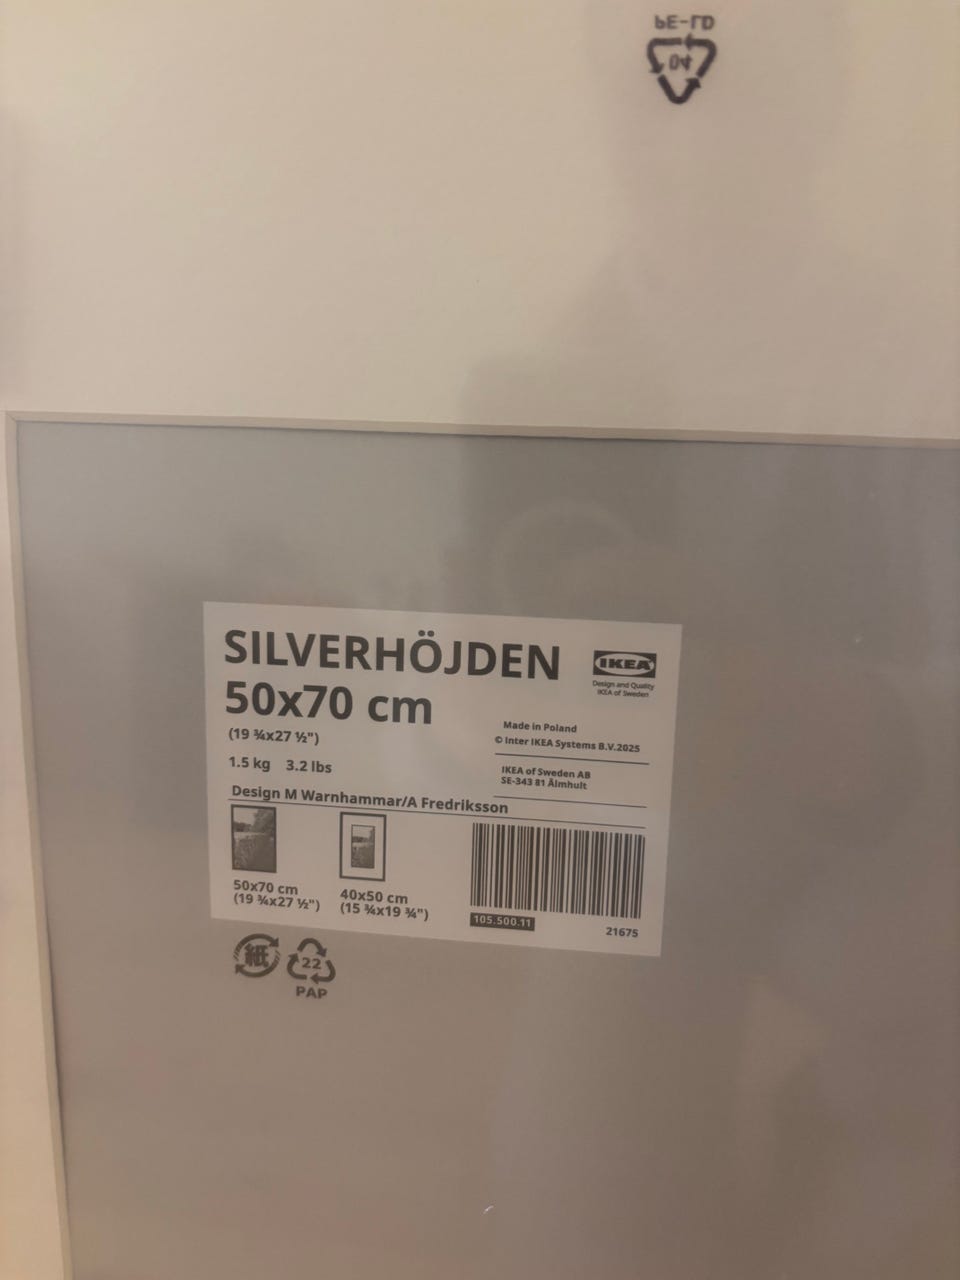 PE-LD
04
SILVERHÖJDEN
50x70 cm
(19 ¾x27 ½")
1.5 kg 3.2 lbs
Design M Warnhammar/A Fredriksson
IKEA
Design and Quality
IKEA of Sweden
Made in Poland
© Inter IKEA Systems B.V.2025
IKEA of Sweden AB
SE-343 81 Älmhult
50x70 cm
(19 ¾x27 ½")
40x50 cm
(15 ¾x19 ¾")
105.500.11
21675
紙
22
PAP